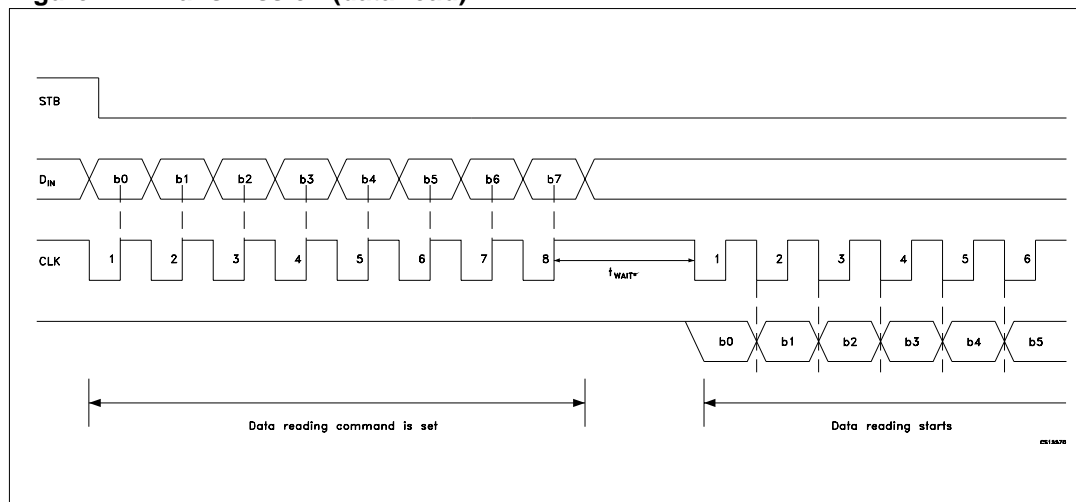 STB
D_IN b0 b1 b2 b3 b4 b5 b6 b7
CLK 1 2 3 4 5 6 7 8 t_WAIT 1 2 3 4 5 6
b0 b1 b2 b3 b4 b5
Data reading command is set Data reading starts